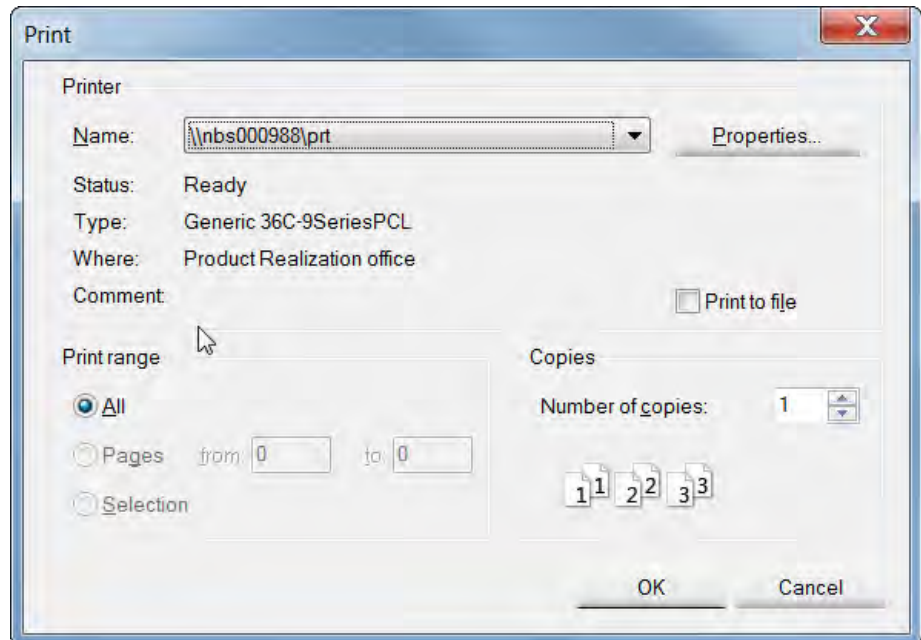 Print
X
Printer
Name: \\nbs000988\prt Properties...
Status: Ready
Type: Generic 36C-9SeriesPCL
Where: Product Realization office
Comment:
Print to file
Print range
All
Pages from 0 to 0
Selection
Copies
Number of copies: 1
1 1 2 2 3 3
OK Cancel